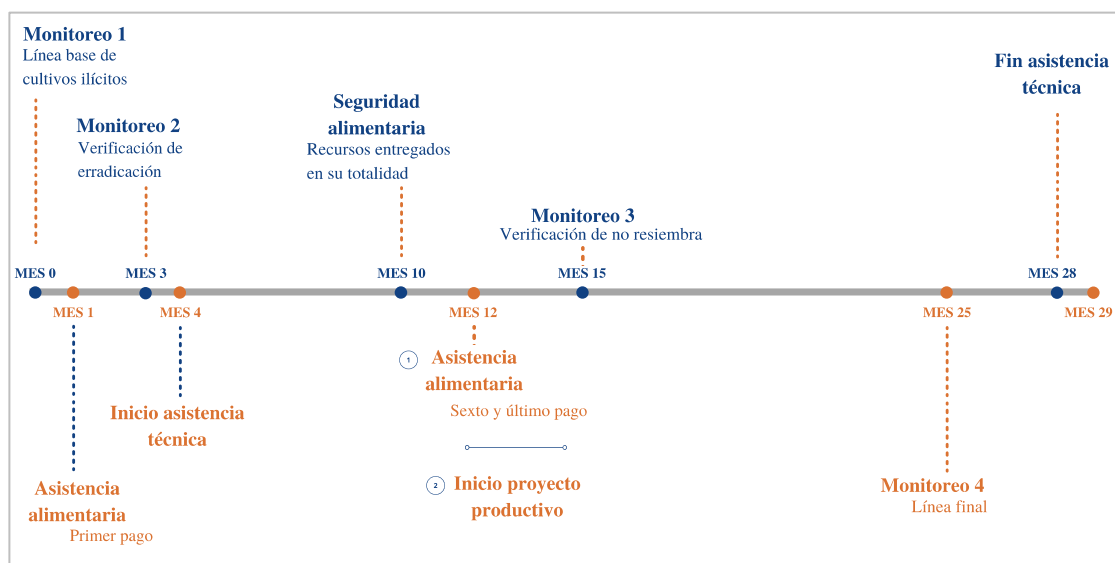 Monitoreo 1
Línea base de
cultivos ilícitos
Monitoreo 2
Verificación de
erradicación
Seguridad
alimentaria
Recursos entregados
en su totalidad
Monitoreo 3
Verificación de no resiembra
Fin asistencia
técnica
MES 0
MES 3
MES 10
MES 15
MES 28
MES 1
MES 4
MES 12
MES 25
MES 29
1
Asistencia
alimentaria
Sexto y último pago
Inicio asistencia
técnica
2
Inicio proyecto
productivo
Asistencia
alimentaria
Primer pago
Monitoreo 4
Línea final